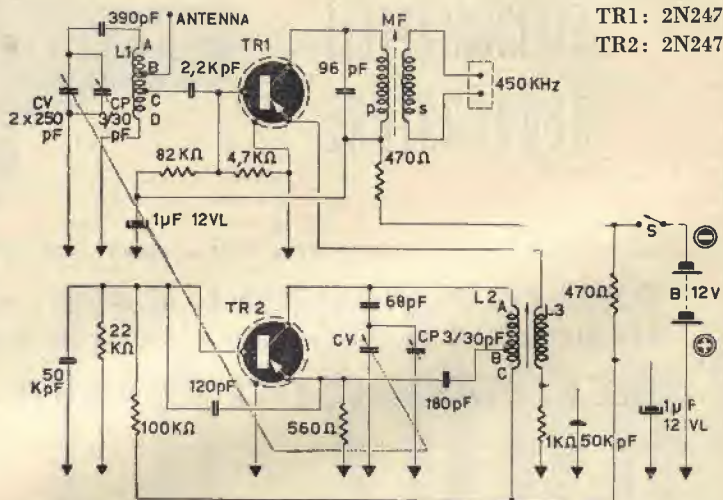 TR1: 2N247
TR2: 2N247
390pF
ANTENNA
L1
A
B
C
D
TR1
2,2KpF
CV
2x250
pF
CP
3/30
pF
96 pF
MF
p
s
450KHz
82KΩ
4,7KΩ
470Ω
1µF 12VL
S
B 12V
470Ω
TR2
68pF
CV
CP 3/30pF
L2
A
B
C
L3
22
KΩ
50
KpF
120pF
180pF
100KΩ
560Ω
1KΩ
50KpF
1µF
12 VL